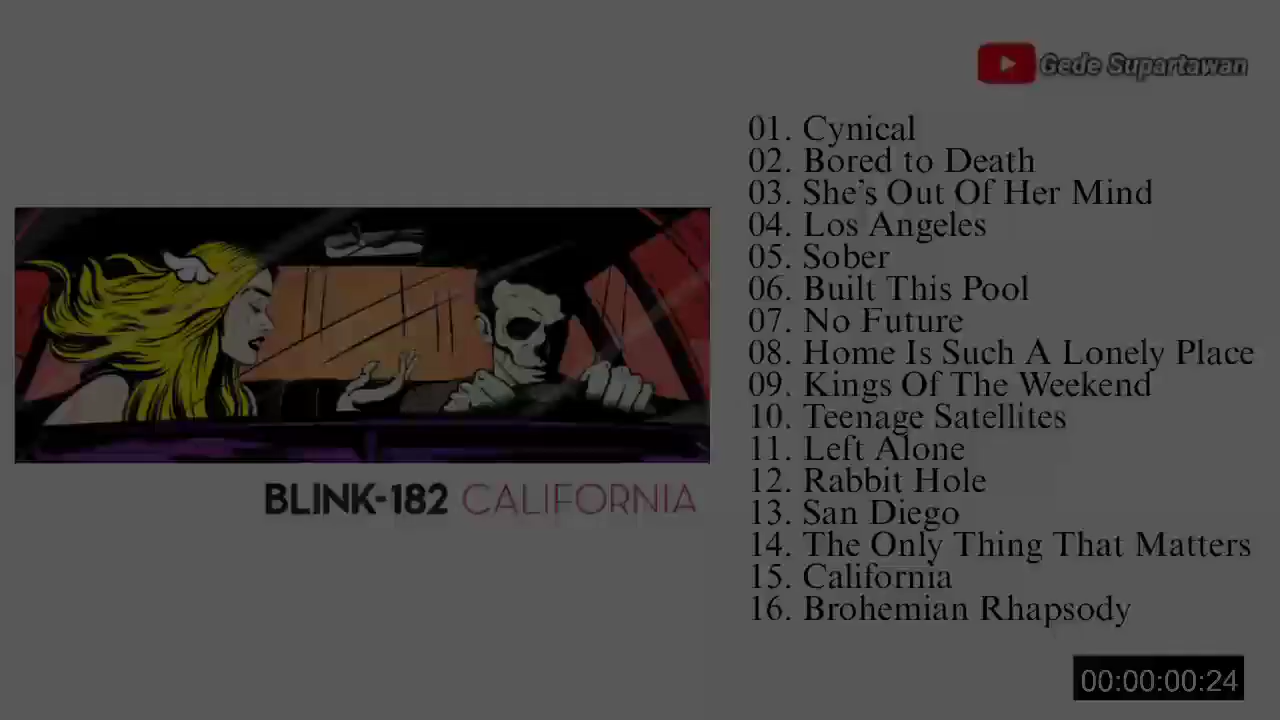 Gede Supartawan
01. Cynical
02. Bored to Death
03. She's Out Of Her Mind
04. Los Angeles
05. Sober
06. Built This Pool
07. No Future
08. Home Is Such A Lonely Place
09. Kings Of The Weekend
10. Teenage Satellites
11. Left Alone
12. Rabbit Hole
13. San Diego
14. The Only Thing That Matters
15. California
16. Brohemian Rhapsody
BLINK-182 CALIFORNIA
00:00:00:24